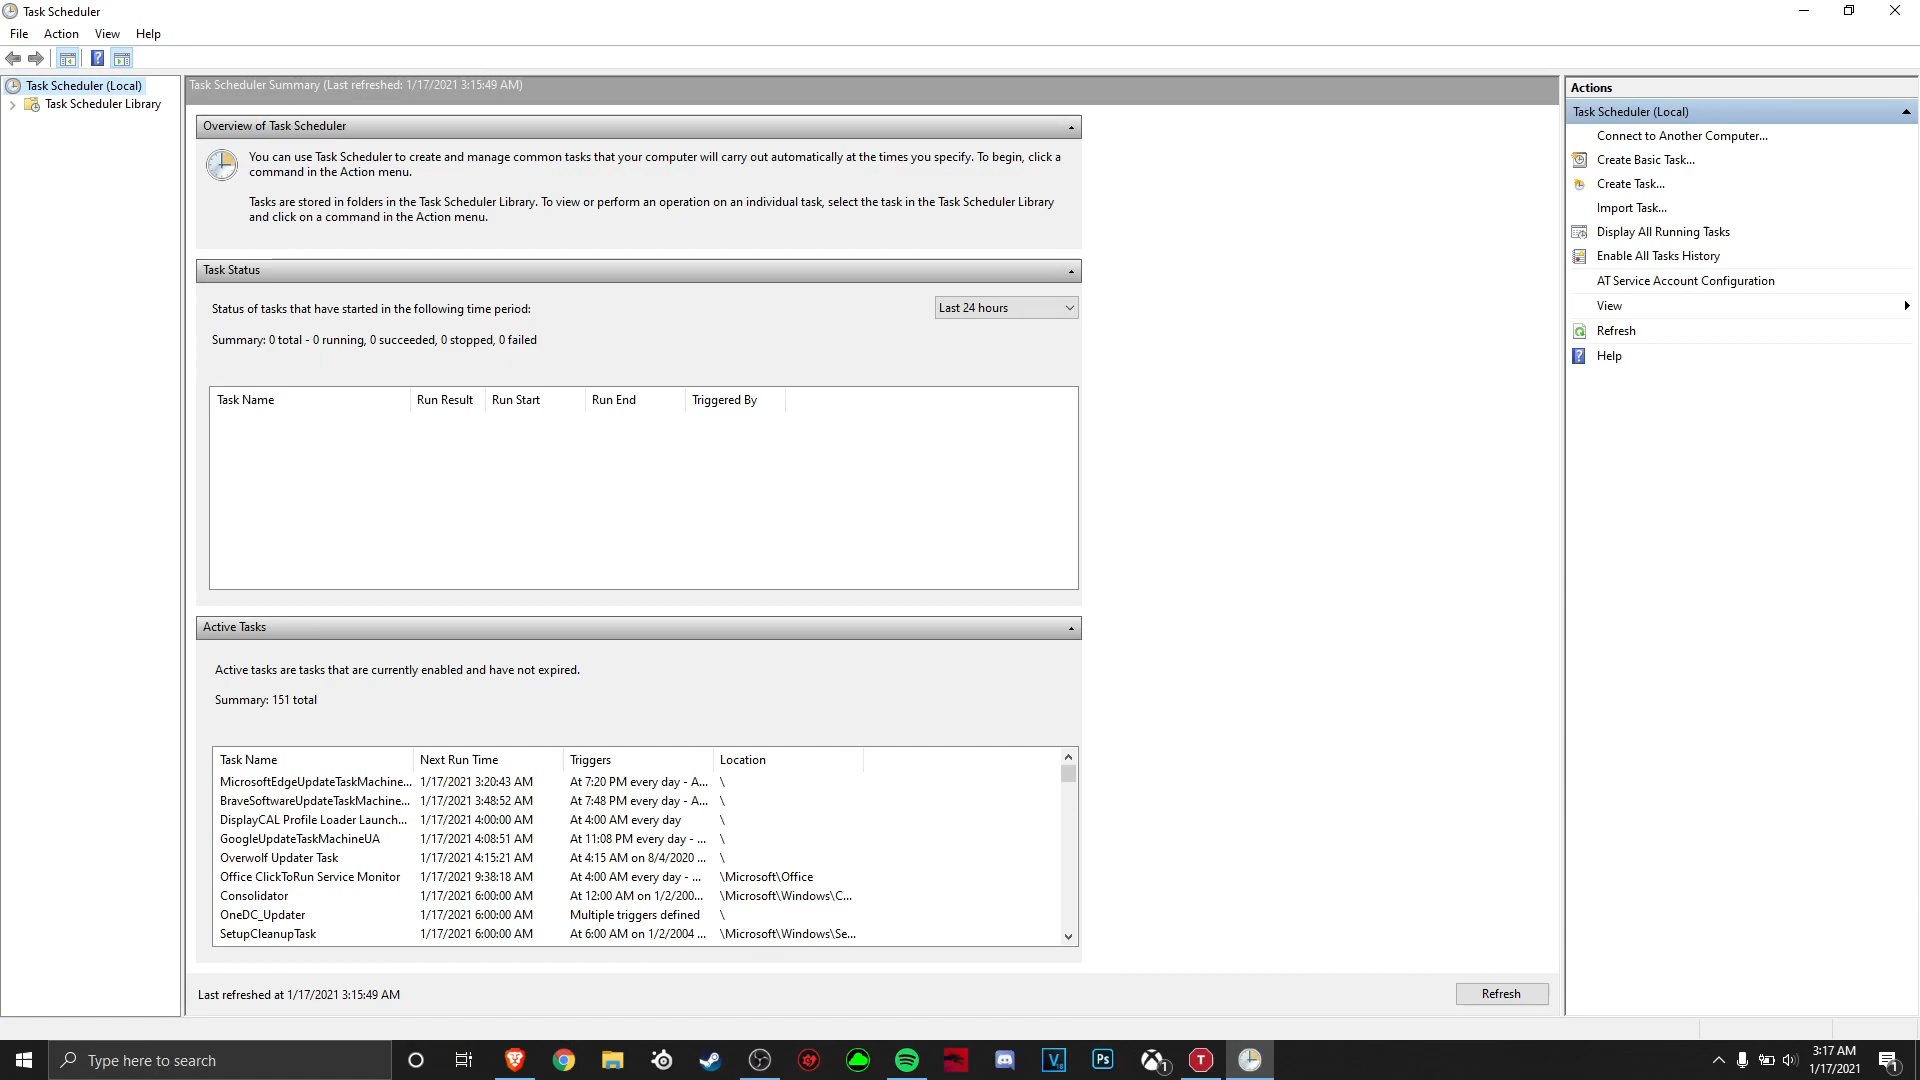 Task Scheduler
File Action View Help
Task Scheduler (Local)
Task Scheduler Library
Task Scheduler Summary (Last refreshed: 1/17/2021 3:15:49 AM)
Overview of Task Scheduler
You can use Task Scheduler to create and manage common tasks that your computer will carry out automatically at the times you specify. To begin, click a
command in the Action menu.
Tasks are stored in folders in the Task Scheduler Library. To view or perform an operation on an individual task, select the task in the Task Scheduler Library
and click on a command in the Action menu.
Task Status
Status of tasks that have started in the following time period:
Last 24 hours
Summary: 0 total - 0 running, 0 succeeded, 0 stopped, 0 failed
Task Name Run Result Run Start Run End Triggered By
Active Tasks
Active tasks are tasks that are currently enabled and have not expired.
Summary: 151 total
Task Name Next Run Time Triggers Location
MicrosoftEdgeUpdateTaskMachine... 1/17/2021 3:20:43 AM At 7:20 PM every day - A... \
BraveSoftwareUpdateTaskMachine... 1/17/2021 3:48:52 AM At 7:48 PM every day - A... \
DisplayCAL Profile Loader Launch... 1/17/2021 4:00:00 AM At 4:00 AM every day \
GoogleUpdateTaskMachineUA 1/17/2021 4:08:51 AM At 11:08 PM every day - ... \
Overwolf Updater Task 1/17/2021 4:15:21 AM At 4:15 AM on 8/4/2020 ... \
Office ClickToRun Service Monitor 1/17/2021 9:38:18 AM At 4:00 AM every day - ... \Microsoft\Office
Consolidator 1/17/2021 6:00:00 AM At 12:00 AM on 1/2/200... \Microsoft\Windows\C...
OneDC_Updater 1/17/2021 6:00:00 AM Multiple triggers defined \
SetupCleanupTask 1/17/2021 6:00:00 AM At 6:00 AM on 1/2/2004 ... \Microsoft\Windows\Se...
Last refreshed at 1/17/2021 3:15:49 AM
Refresh
Actions
Task Scheduler (Local)
Connect to Another Computer...
Create Basic Task...
Create Task...
Import Task...
Display All Running Tasks
Enable All Tasks History
AT Service Account Configuration
View
Refresh
? Help
Type here to search
V
18
Ps
1
T
3:17 AM
1/17/2021
1